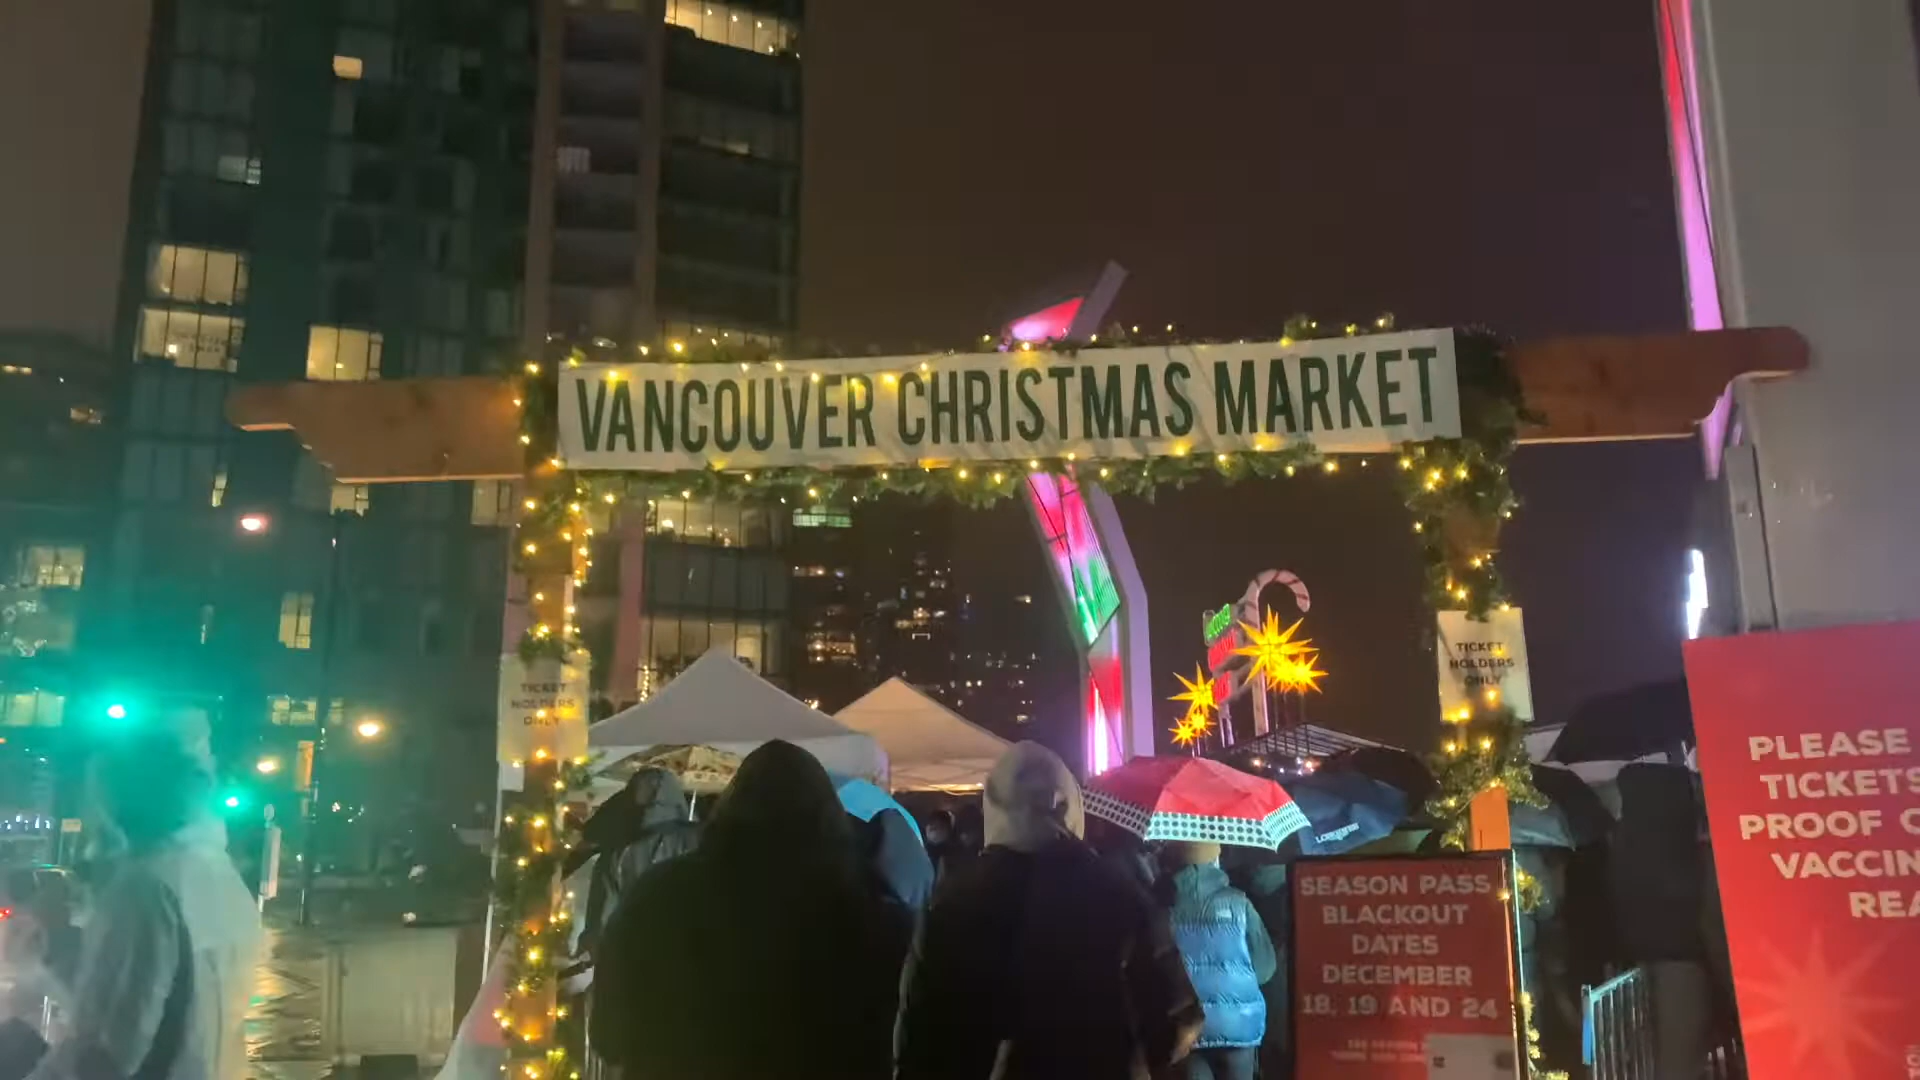 VANCOUVER CHRISTMAS MARKET
TICKET
HOLDERS
ONLY
TICKET
HOLDERS
ONLY
LONGINES
SEASON PASS
BLACKOUT
DATES
DECEMBER
18, 19 AND 24
PLEASE
TICKETS
PROOF O
VACCIN
REA